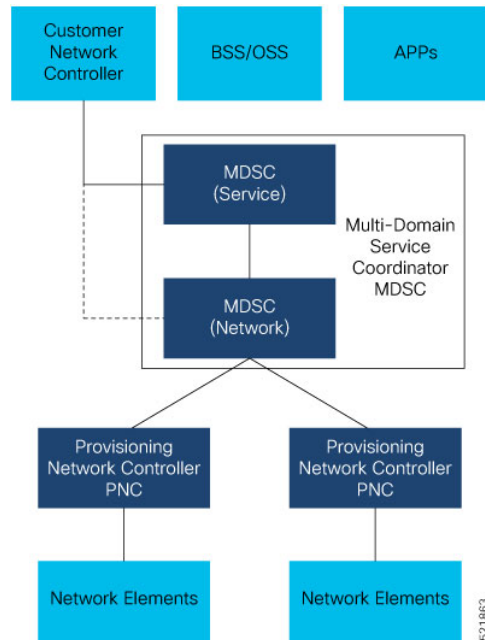 Customer
Network
Controller
BSS/OSS
APPs
MDSC
(Service)
Multi-Domain
Service
Coordinator
MDSC
MDSC
(Network)
Provisioning
Network Controller
PNC
Provisioning
Network Controller
PNC
Network Elements
Network Elements
521863